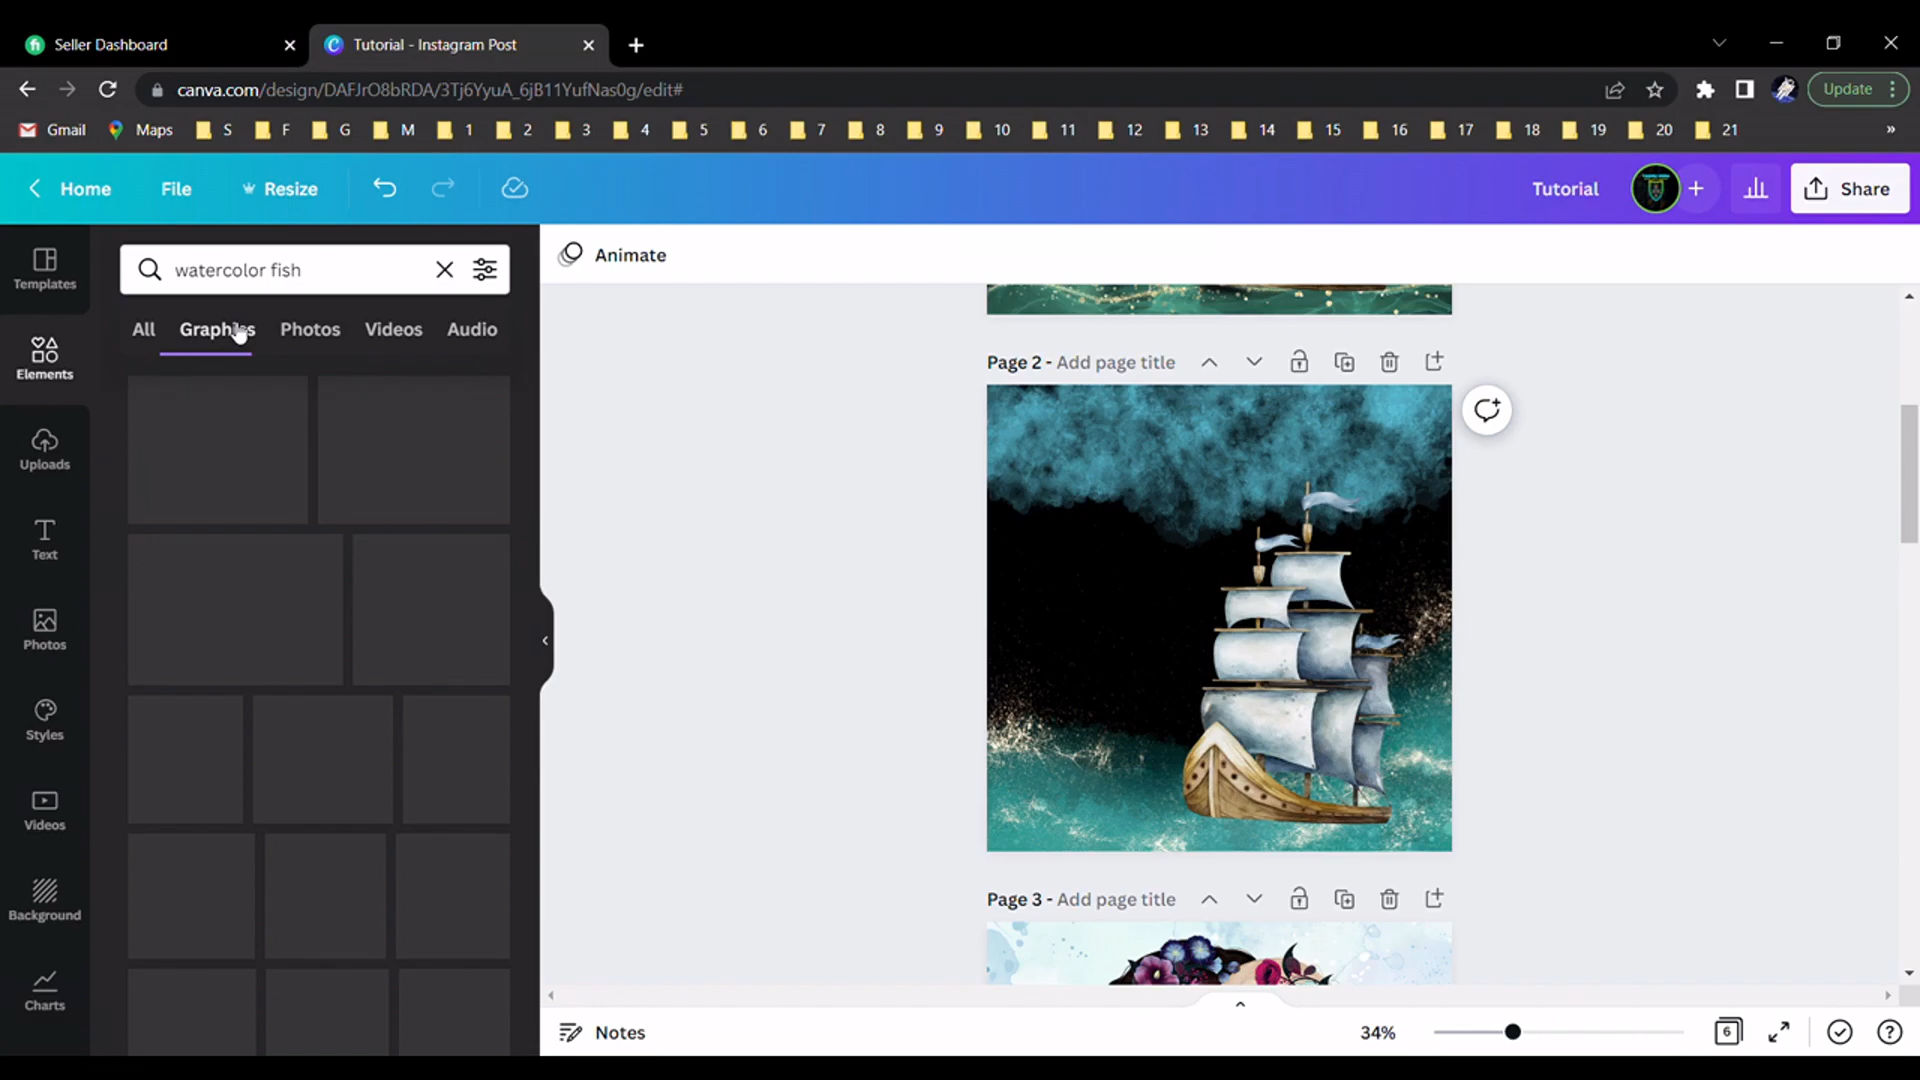 Seller Dashboard
Tutorial - Instagram Post
canva.com/design/DAFJrO8bRDA/3Tj6YyuA_6jB11YufNas0g/edit#
Update
Gmail Maps S F G M 1 2 3 4 5 6 7 8 9 10 11 12 13 14 15 16 17 18 19 20 21 »
Home File Resize Tutorial Share
Templates
Elements
Uploads
Text
Photos
Styles
Videos
Background
Charts
watercolor fish
All Graphics Photos Videos Audio
Animate
Page 2 - Add page title
Page 3 - Add page title
Notes 34% 6